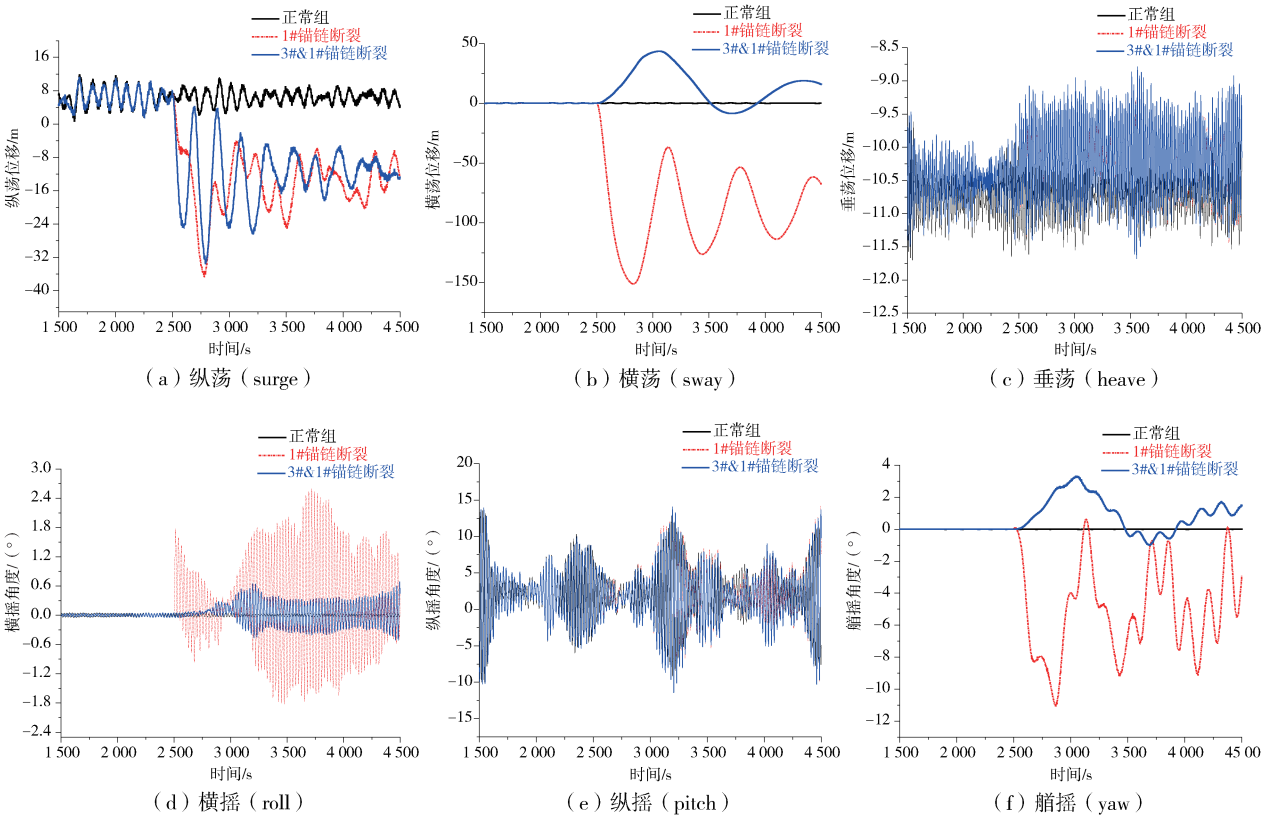 正常组
1#锚链断裂
3#&1#锚链断裂
16
8
0
−8
−16
−24
−32
−40
纵荡位移/m
1 500
2 000
2 500
3 000
3 500
4 000
4 500
时间/s
(a)纵荡(surge)
正常组
1#锚链断裂
3#&1#锚链断裂
50
0
−50
−100
−150
横荡位移/m
1 500
2 000
2 500
3 000
3 500
4 000
4 500
时间/s
(b)横荡(sway)
正常组
1#锚链断裂
3#&1#锚链断裂
−8.5
−9.0
−9.5
−10.0
−10.5
−11.0
−11.5
−12.0
−12.5
垂荡位移/m
1 500
2 000
2 500
3 000
3 500
4 000
4 500
时间/s
(c)垂荡(heave)
正常组
1#锚链断裂
3#&1#锚链断裂
3.0
2.4
1.8
1.2
0.6
0.0
−0.6
−1.2
−1.8
−2.4
横摇角度/(°)
1 500
2 000
2 500
3 000
3 500
4 000
4 500
时间/s
(d)横摇(roll)
正常组
1#锚链断裂
3#&1#锚链断裂
20
15
10
5
0
−5
−10
−15
纵摇角度/(°)
1 500
2 000
2 500
3 000
3 500
4 000
4 500
时间/s
(e)纵摇(pitch)
正常组
1#锚链断裂
3#&1#锚链断裂
4
2
0
−2
−4
−6
−8
−10
−12
艏摇角度/(°)
1 500
2 000
2 500
3 000
3 500
4 000
4 500
时间/s
(f)艏摇(yaw)